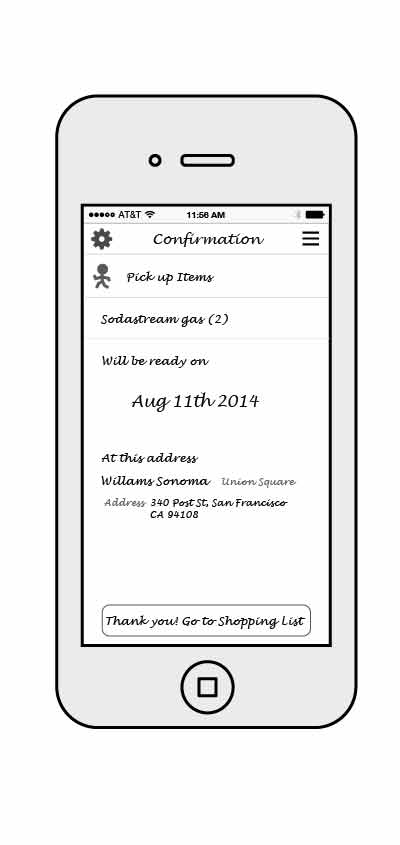 AT&T 11:56 AM
Confirmation
Pick up Items
Sodastream gas (2)
Will be ready on
Aug 11th 2014
At this address
Willams Sonoma Union Square
Address 340 Post St, San Francisco
CA 94108
Thank you! Go to Shopping List